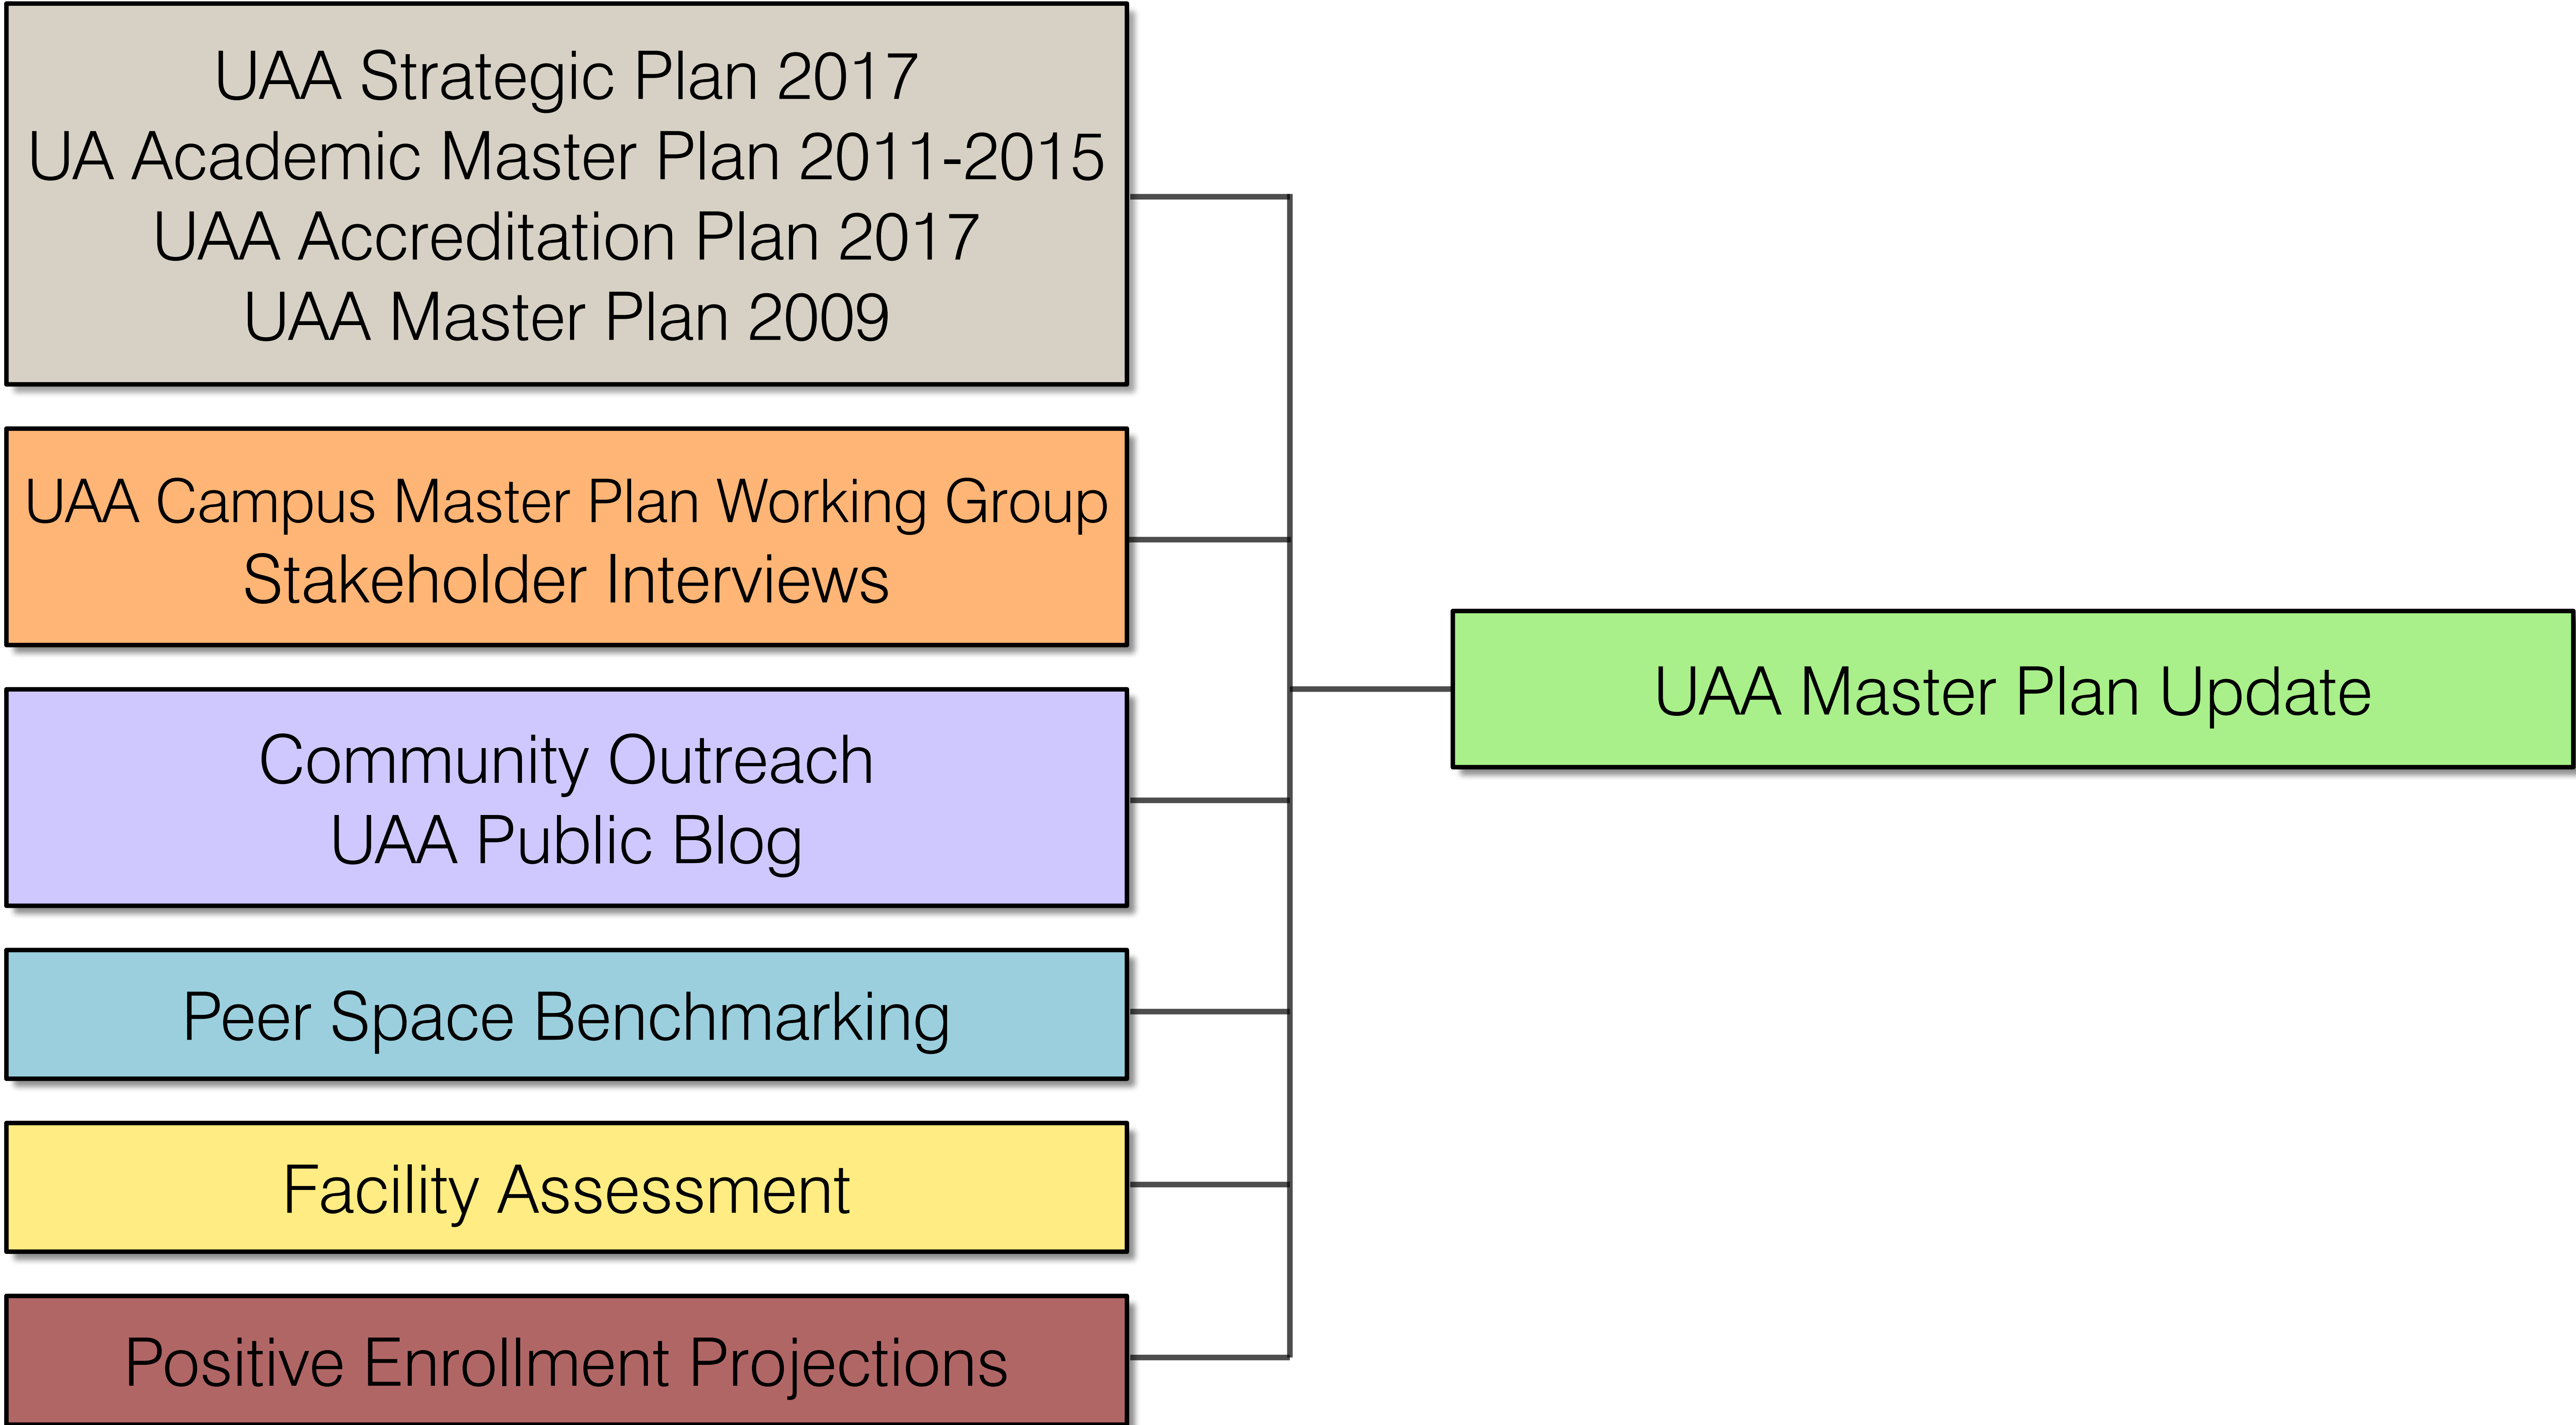 UAA Strategic Plan 2017
UA Academic Master Plan 2011-2015
UAA Accreditation Plan 2017
UAA Master Plan 2009
UAA Campus Master Plan Working Group
Stakeholder Interviews
Community Outreach
UAA Public Blog
Peer Space Benchmarking
Facility Assessment
Positive Enrollment Projections
UAA Master Plan Update